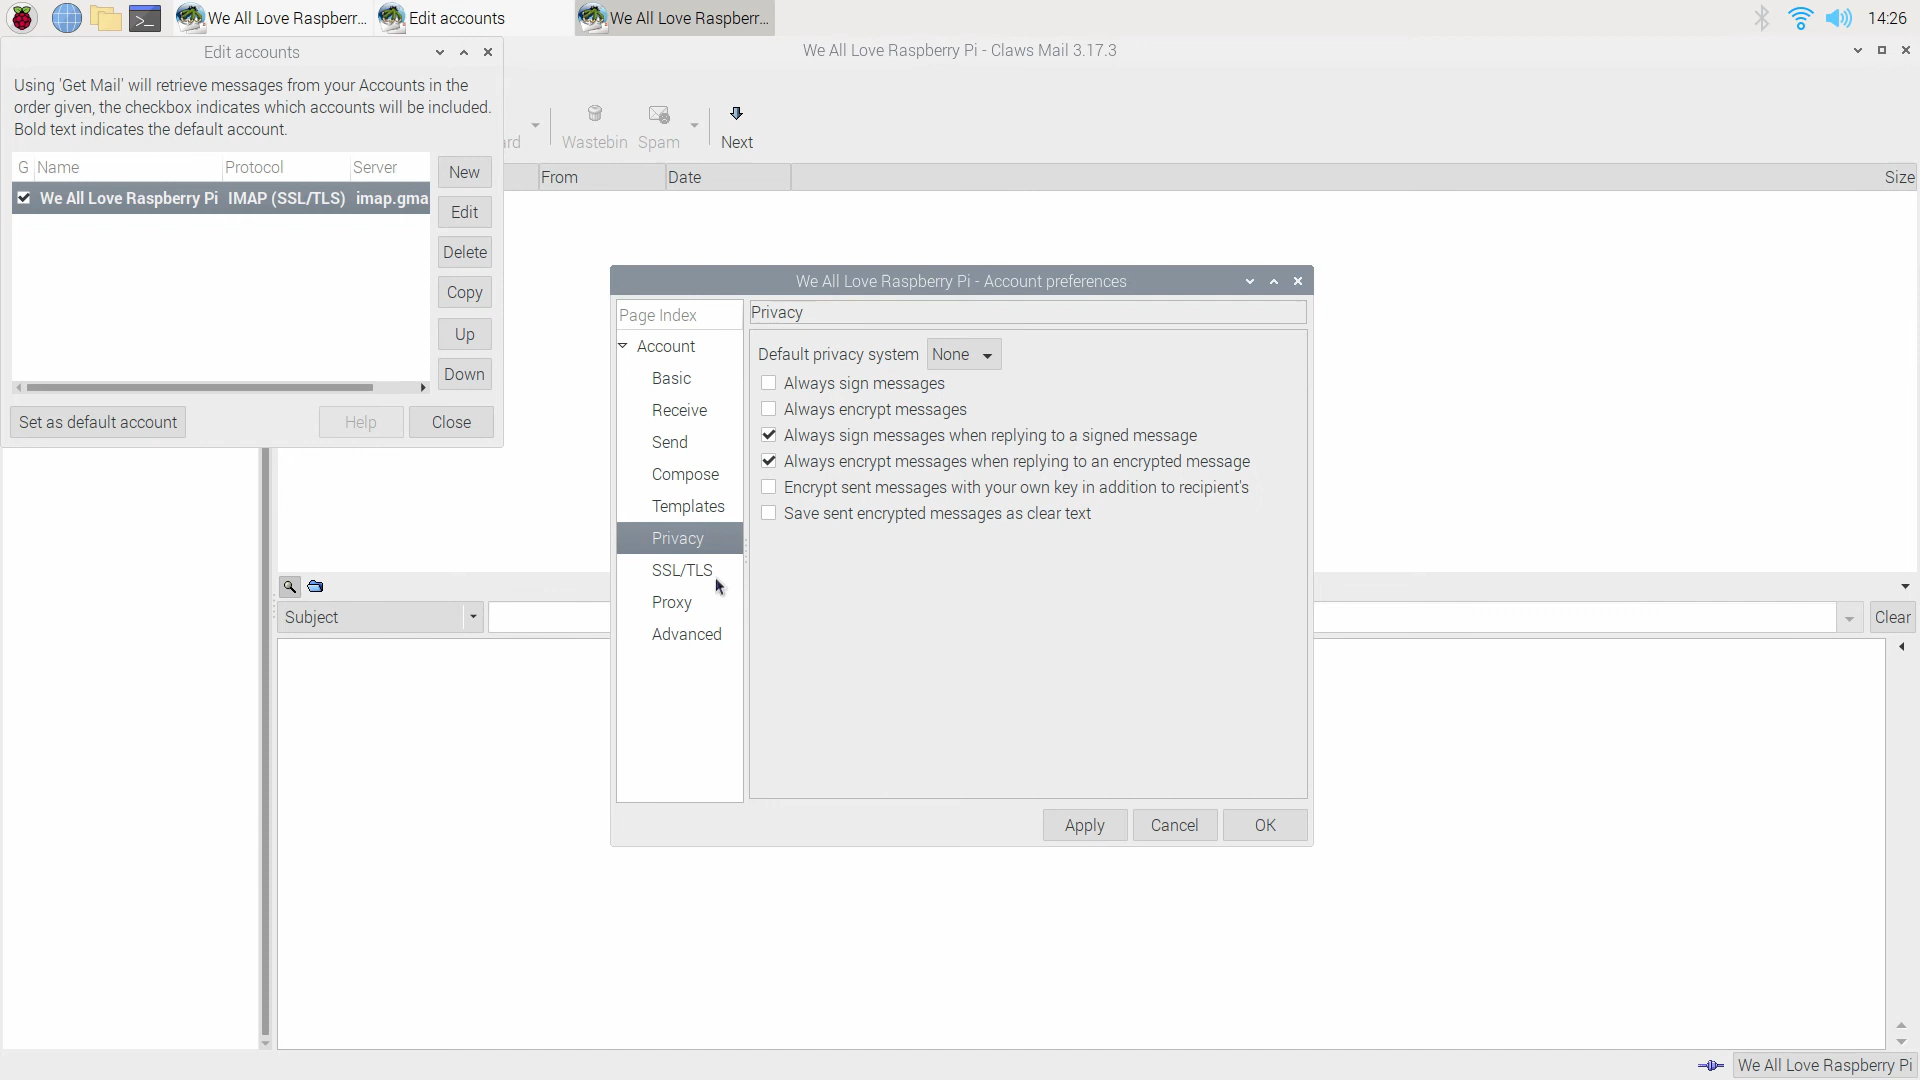 We All Love Raspberr...
Edit accounts
We All Love Raspberr...
14:26
Edit accounts
We All Love Raspberry Pi - Claws Mail 3.17.3
Using 'Get Mail' will retrieve messages from your Accounts in the
order given, the checkbox indicates which accounts will be included.
Bold text indicates the default account.
rd
Wastebin
Spam
Next
G Name Protocol Server
New
From Date Size
We All Love Raspberry Pi IMAP (SSL/TLS) imap.gma
Edit
Delete
Copy
Up
Down
Set as default account
Help
Close
We All Love Raspberry Pi - Account preferences
Page Index
Account
Basic
Receive
Send
Compose
Templates
Privacy
SSL/TLS
Proxy
Advanced
Privacy
Default privacy system None
Always sign messages
Always encrypt messages
Always sign messages when replying to a signed message
Always encrypt messages when replying to an encrypted message
Encrypt sent messages with your own key in addition to recipient's
Save sent encrypted messages as clear text
Apply
Cancel
OK
Subject
Clear
We All Love Raspberry Pi